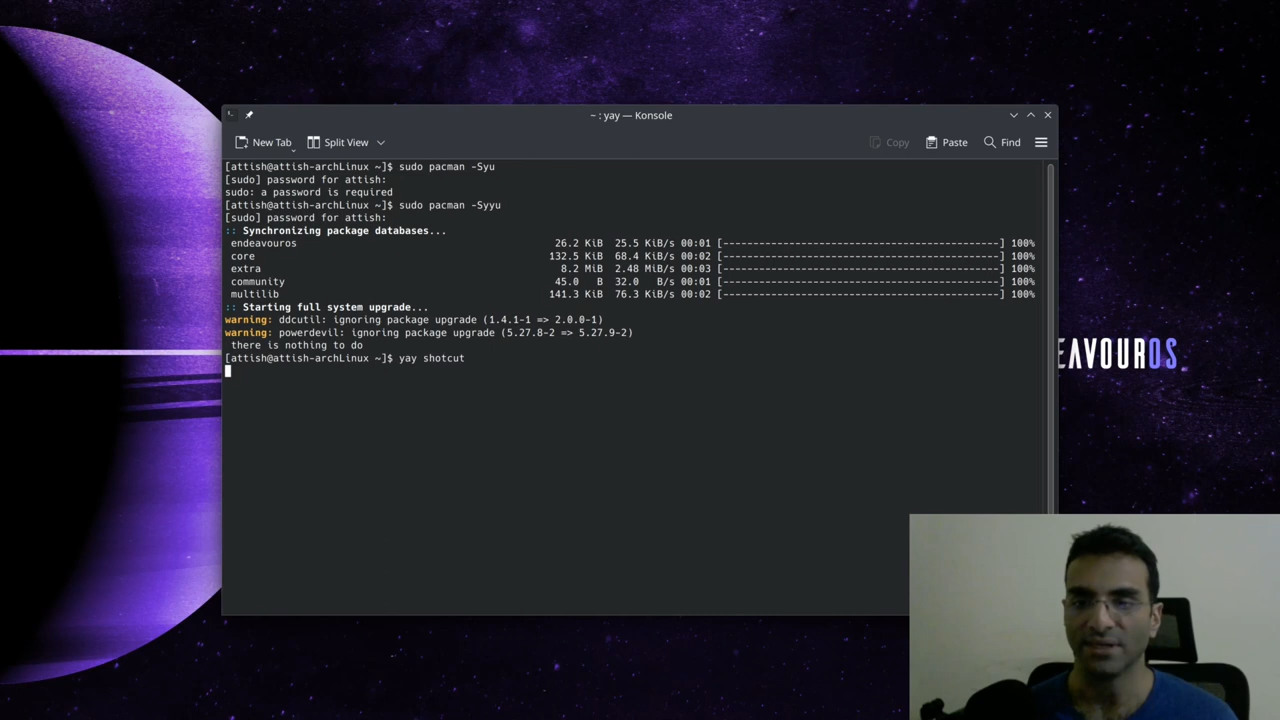 ~ : yay — Konsole
New Tab Split View Copy Paste Find
[attish@attish-archLinux ~]$ sudo pacman -Syu
[sudo] password for attish:
sudo: a password is required
[attish@attish-archLinux ~]$ sudo pacman -Syyu
[sudo] password for attish:
:: Synchronizing package databases...
endeavouros 26.2 KiB 25.5 KiB/s 00:01 [-----------------------------------------------] 100%
core 132.5 KiB 68.4 KiB/s 00:02 [-----------------------------------------------] 100%
extra 8.2 MiB 2.48 MiB/s 00:03 [-----------------------------------------------] 100%
community 45.0 B 32.0 B/s 00:01 [-----------------------------------------------] 100%
multilib 141.3 KiB 76.3 KiB/s 00:02 [-----------------------------------------------] 100%
:: Starting full system upgrade...
warning: ddcutil: ignoring package upgrade (1.4.1-1 => 2.0.0-1)
warning: powerdevil: ignoring package upgrade (5.27.8-2 => 5.27.9-2)
there is nothing to do
[attish@attish-archLinux ~]$ yay shotcut
EAVOUROS